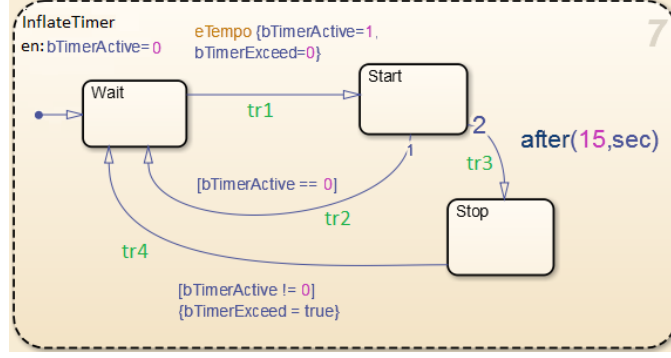 InflateTimer
en: bTimerActive= 0
7
eTempo {bTimerActive=1,
bTimerExceed=0}
Wait
tr1
Start
1
2
after(15,sec)
tr3
[bTimerActive == 0]
tr2
Stop
tr4
[bTimerActive != 0]
{bTimerExceed = true}